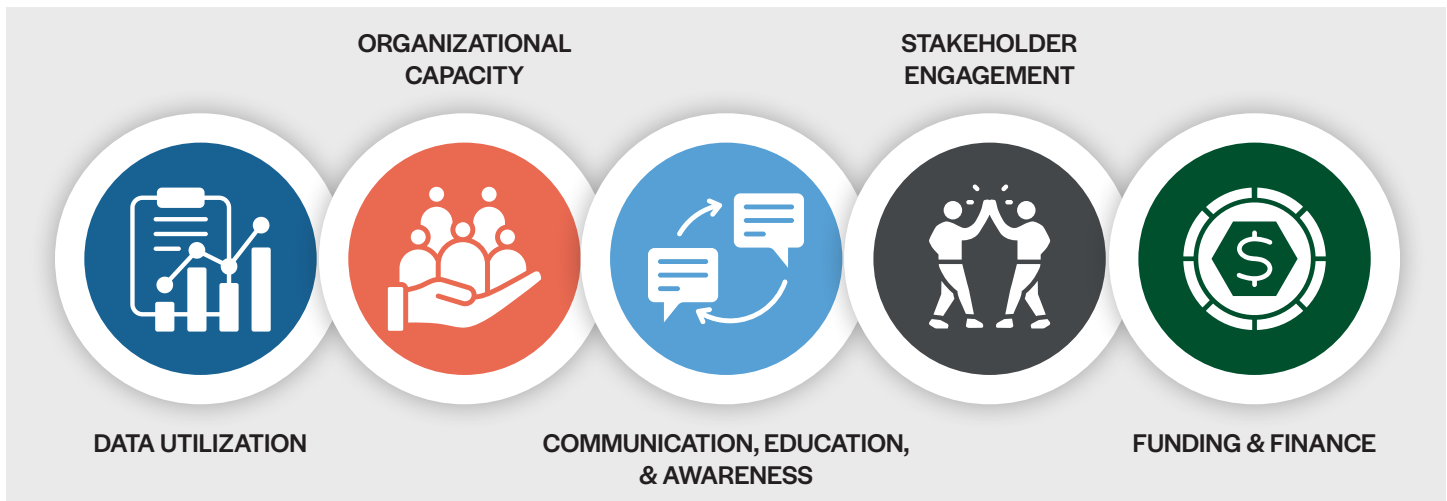 ORGANIZATIONAL
CAPACITY
STAKEHOLDER
ENGAGEMENT
$
DATA UTILIZATION
COMMUNICATION, EDUCATION,
& AWARENESS
FUNDING & FINANCE